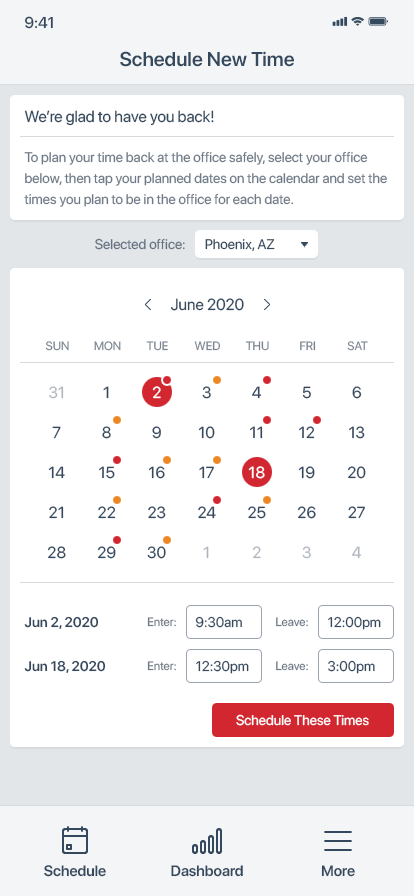 9:41
Schedule New Time
We’re glad to have you back!
To plan your time back at the office safely, select your office
below, then tap your planned dates on the calendar and set the
times you plan to be in the office for each date.
Selected office: Phoenix, AZ
June 2020
SUN MON TUE WED THU FRI SAT
31 1 2 3 4 5 6
7 8 9 10 11 12 13
14 15 16 17 18 19 20
21 22 23 24 25 26 27
28 29 30 1 2 3 4
Jun 2, 2020 Enter: 9:30am Leave: 12:00pm
Jun 18, 2020 Enter: 12:30pm Leave: 3:00pm
Schedule These Times
Schedule Dashboard More